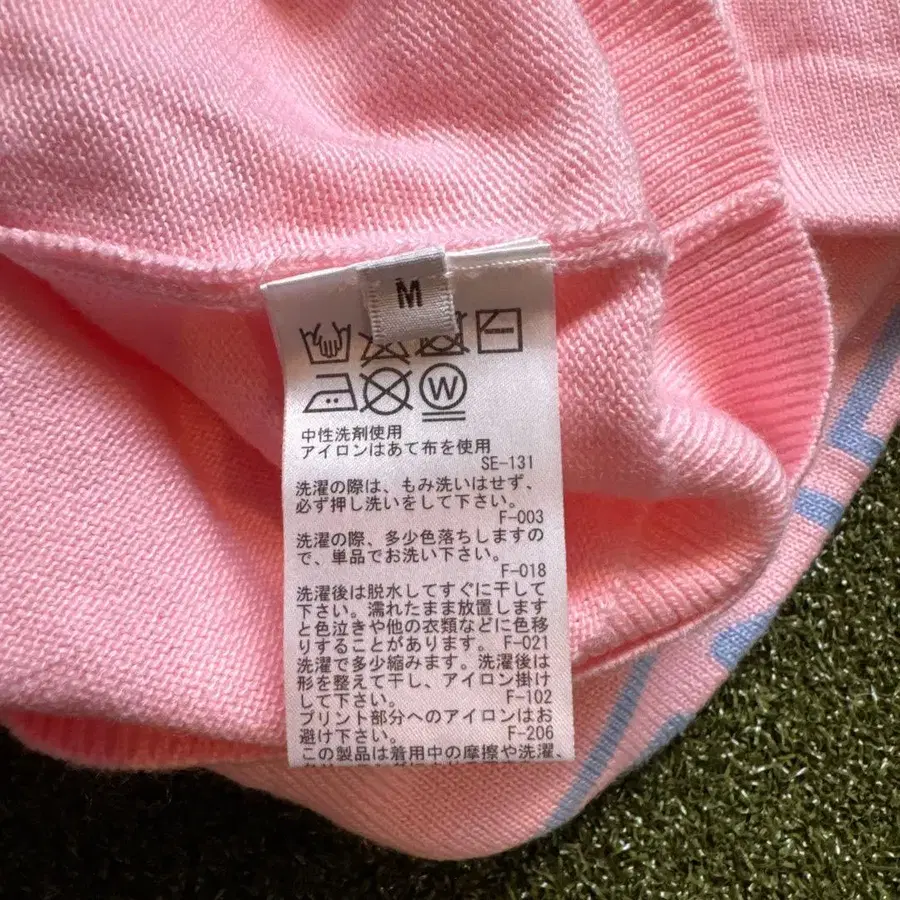 M
W
中性洗剤使用
アイロンはあて布を使用
SE-131
洗濯の際は、もみ洗いはせず、
必ず押し洗いをして下さい。
F-003
洗濯の際、多少色落ちしますの
で、単品でお洗い下さい。
F-018
洗濯後は脱水してすぐに干して
下さい。濡れたまま放置します
と色泣きや他の衣類などに色移
りすることがあります。 F-021
洗濯で多少縮みます。洗濯後は
形を整えて干し、アイロン掛け
して下さい。 F-102
プリント部分へのアイロンはお
避け下さい。 F-206
この製品は着用中の摩擦や洗濯、